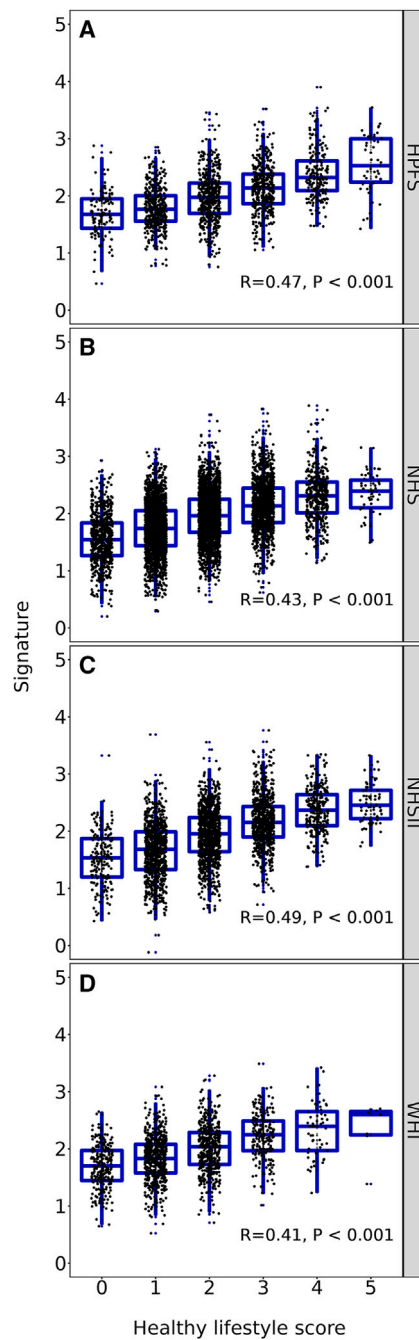 A
5
4
3
2
1
0
R=0.47, P < 0.001
HPFS
B
5
4
3
2
1
0
R=0.43, P < 0.001
NHS
C
5
4
3
2
1
0
R=0.49, P < 0.001
NHSII
D
5
4
3
2
1
0
R=0.41, P < 0.001
WHI
Signature
0 1 2 3 4 5
Healthy lifestyle score